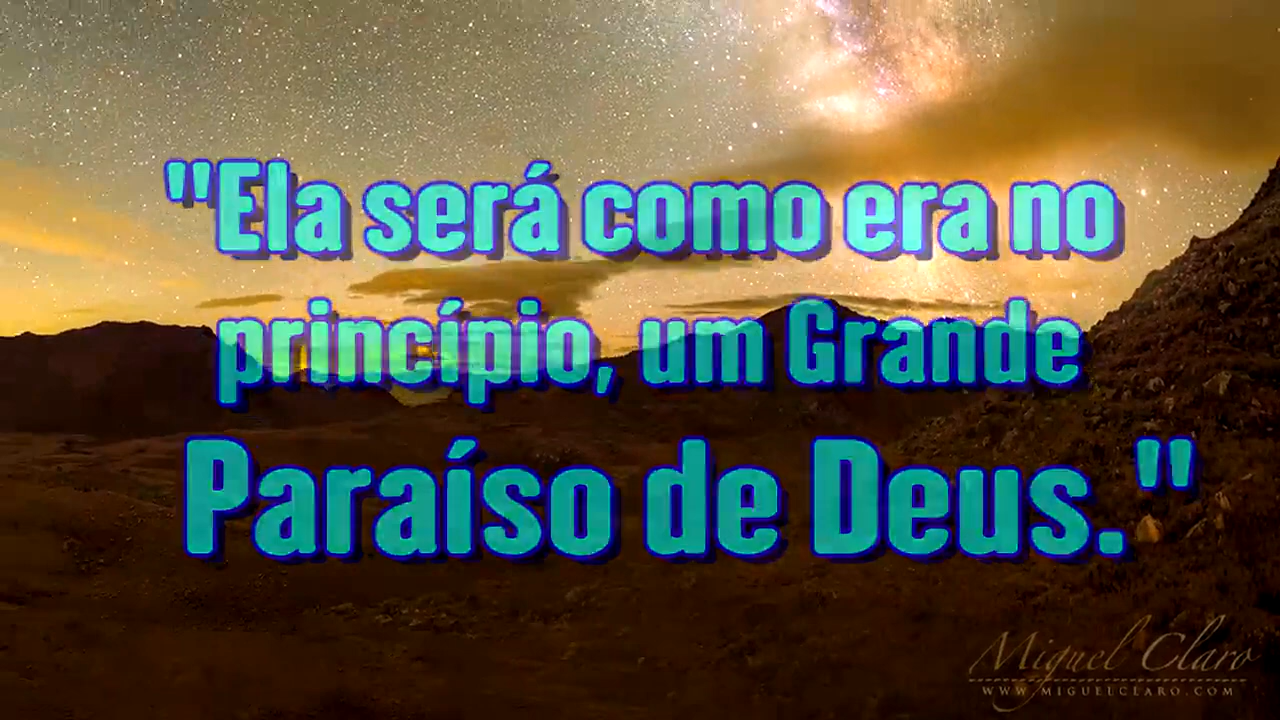 "Ela será como era no
princípio, um Grande
Paraíso de Deus."
Miguel Claro
WWW.MIGUELCLARO.COM